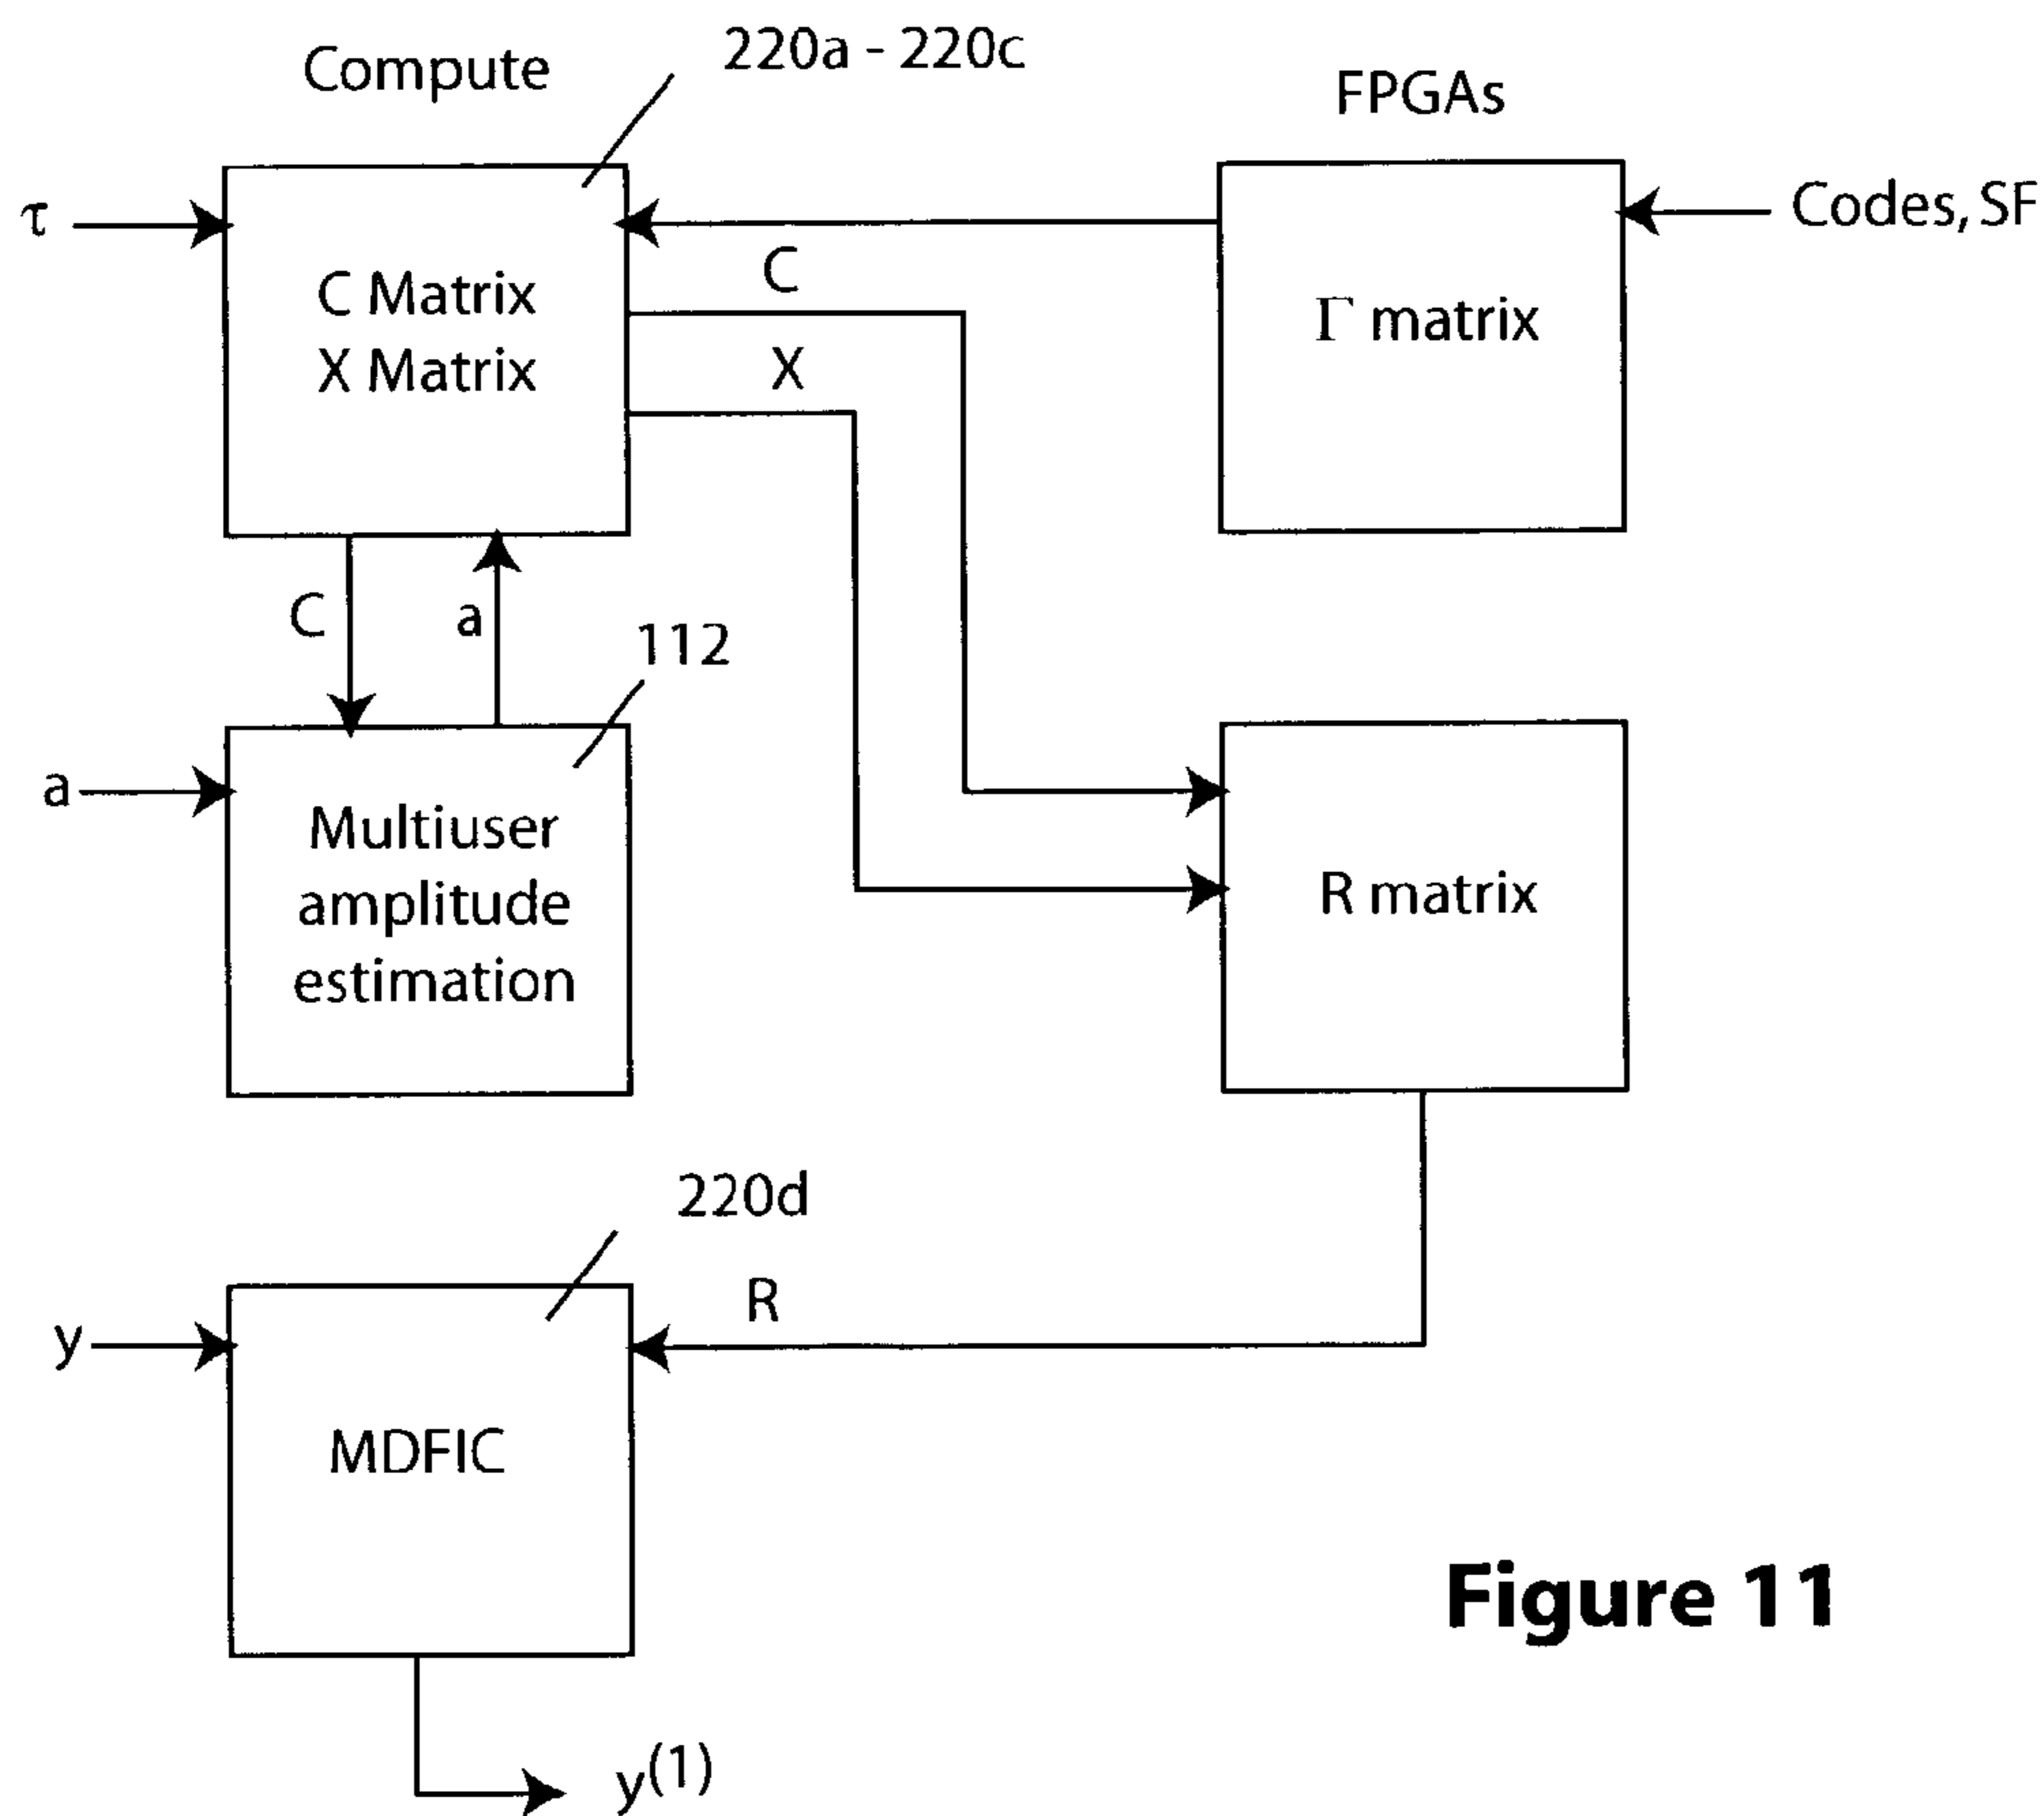 Compute
220a - 220c
FPGAs
τ
Codes, SF
C Matrix
X Matrix
C
Γ matrix
X
C
a
112
a
Multiuser
amplitude
estimation
R matrix
220d
R
y
MDFIC
Figure 11
y(1)